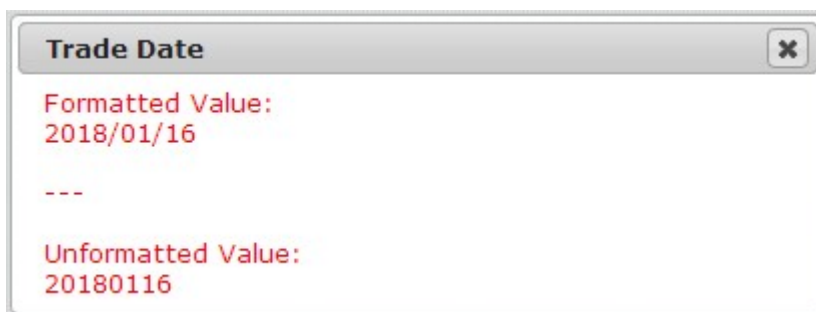 Trade Date
Formatted Value:
2018/01/16
---
Unformatted Value:
20180116